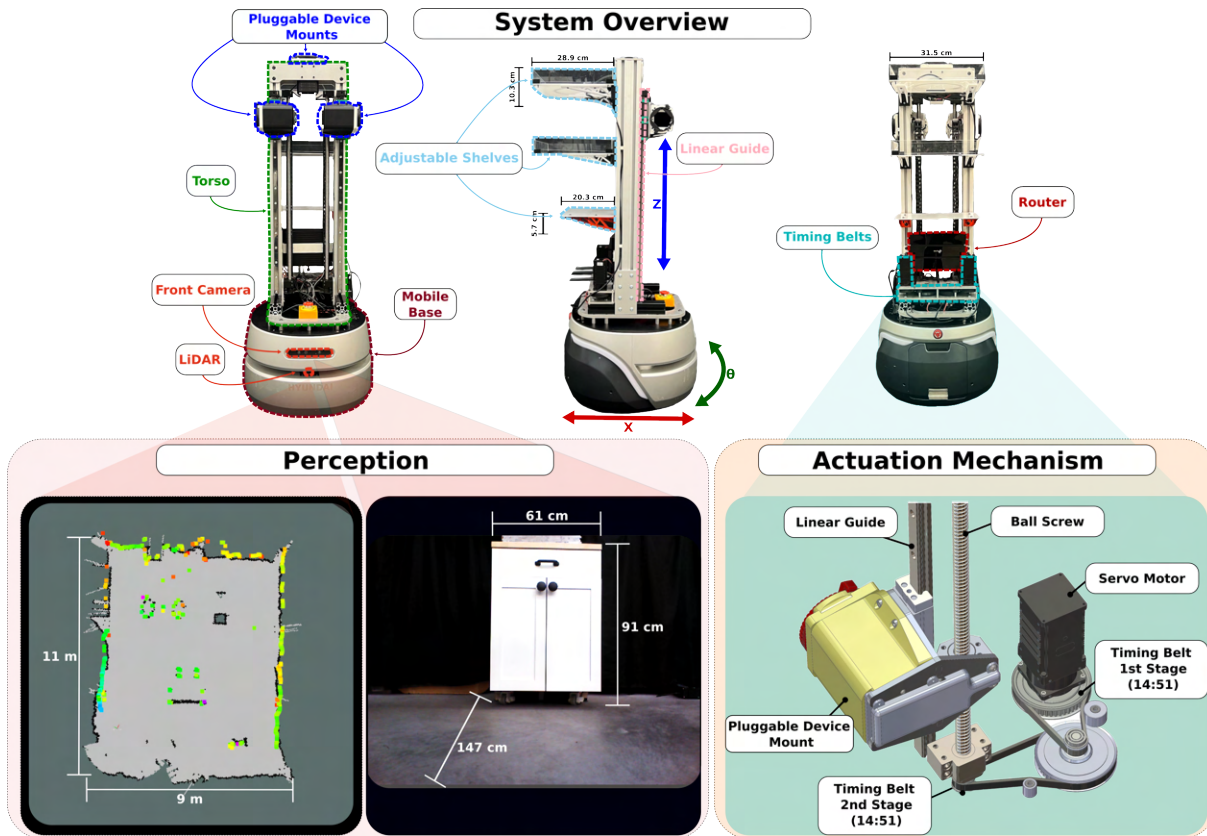 System Overview
Pluggable Device
Mounts
28.9 cm
10.3 cm
31.5 cm
Adjustable Shelves
Linear Guide
Torso
20.3 cm
5.7 cm
Z
Router
Timing Belts
Front Camera
Mobile
Base
LiDAR
θ
X
Perception
11 m
9 m
61 cm
91 cm
147 cm
Actuation Mechanism
Linear Guide
Ball Screw
Servo Motor
Timing Belt
1st Stage
(14:51)
Pluggable Device
Mount
Timing Belt
2nd Stage
(14:51)